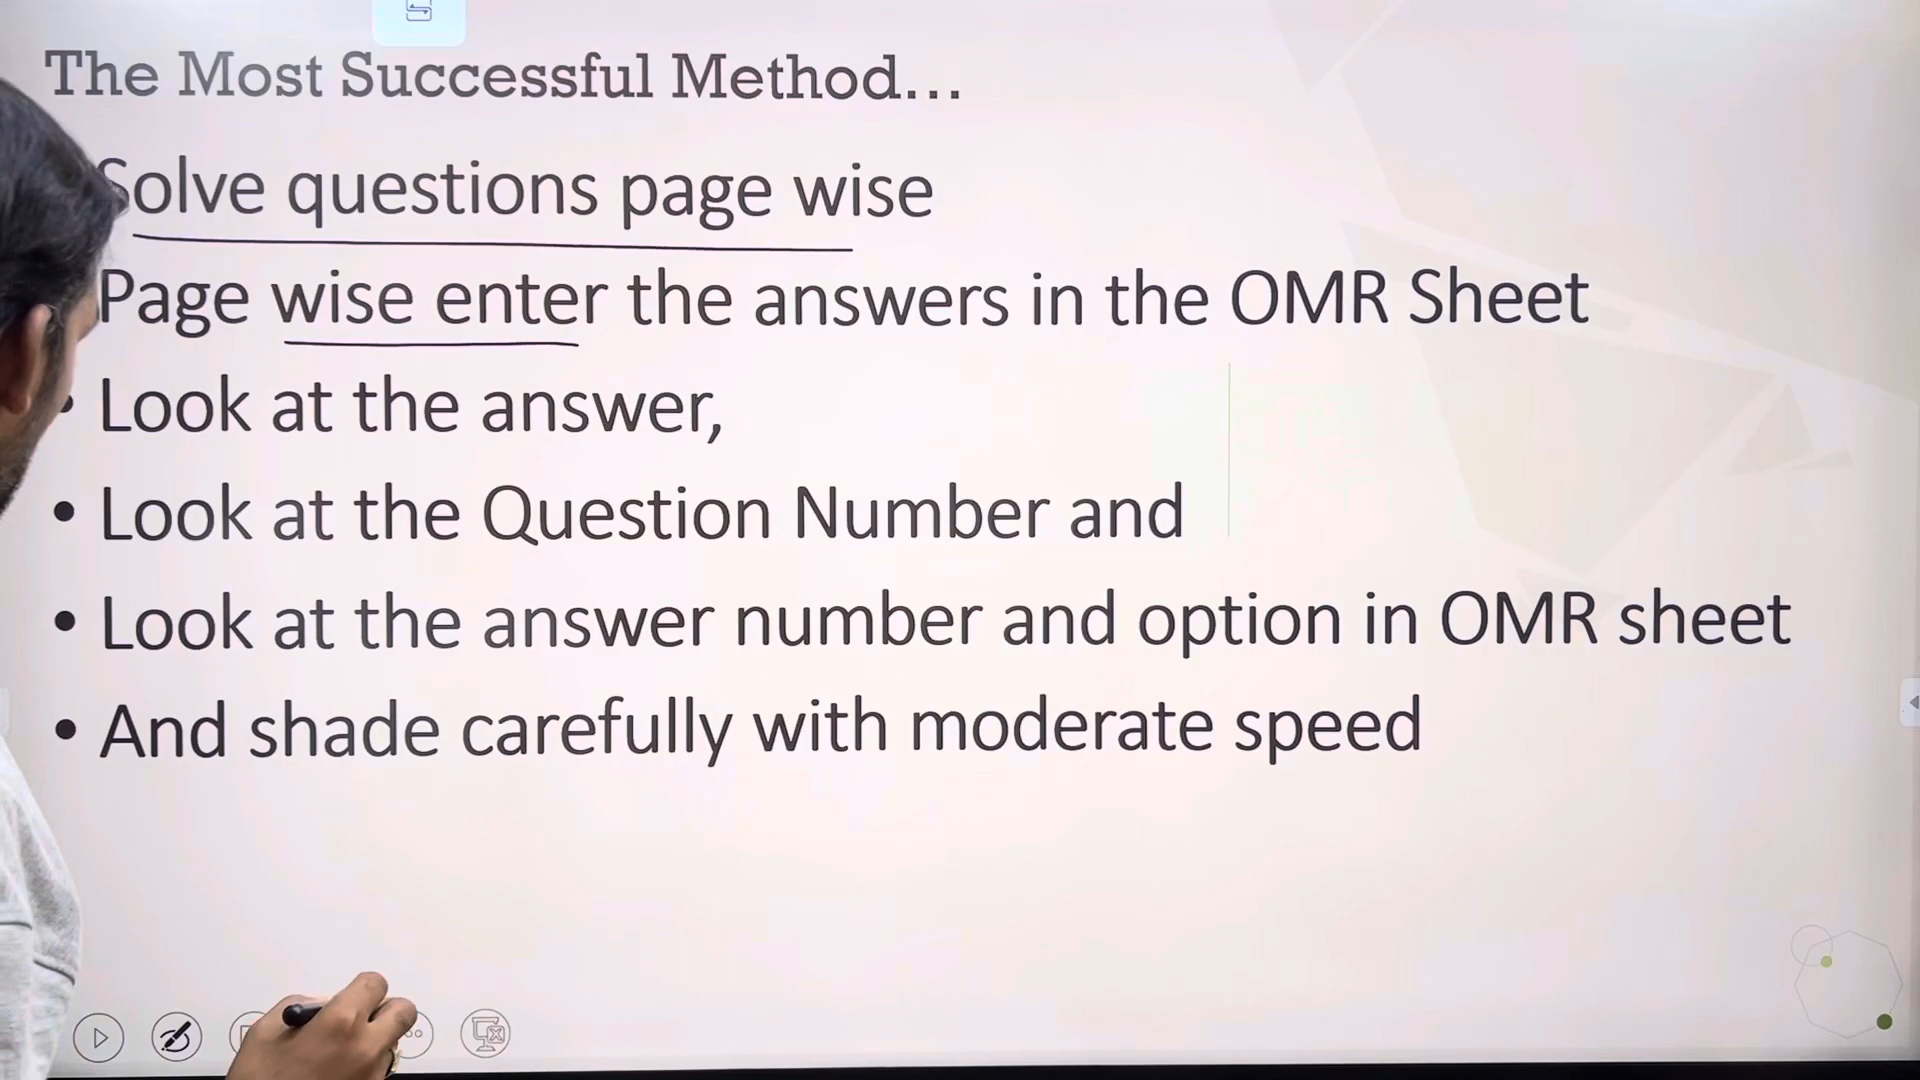 The Most Successful Method...
Solve questions page wise
Page wise enter the answers in the OMR Sheet
• Look at the answer,
• Look at the Question Number and
• Look at the answer number and option in OMR sheet
• And shade carefully with moderate speed